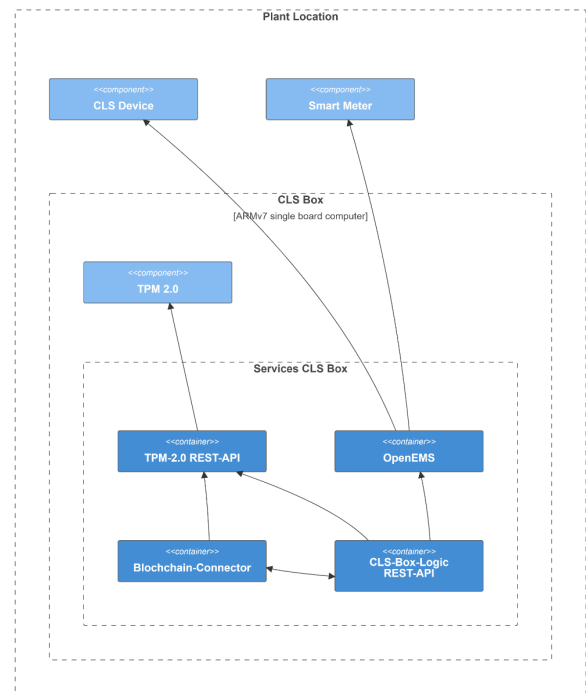 Plant Location
<<component>>
CLS Device
<<component>>
Smart Meter
CLS Box
[ARMv7 single board computer]
<<component>>
TPM 2.0
Services CLS Box
<<container>>
TPM-2.0 REST-API
<<container>>
OpenEMS
<<container>>
Blochchain-Connector
<<container>>
CLS-Box-Logic
REST-API